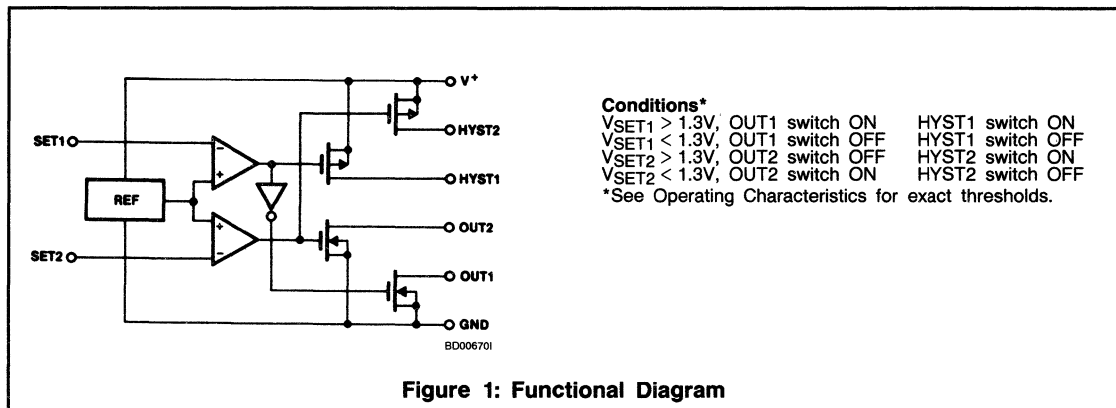 V+
HYST2
SET1
HYST1
REF
OUT2
SET2
OUT1
GND
BD00670I
Conditions*
VSET1 > 1.3V, OUT1 switch ON HYST1 switch ON
VSET1 < 1.3V, OUT1 switch OFF HYST1 switch OFF
VSET2 > 1.3V, OUT2 switch OFF HYST2 switch ON
VSET2 < 1.3V, OUT2 switch ON HYST2 switch OFF
*See Operating Characteristics for exact thresholds.
Figure 1: Functional Diagram